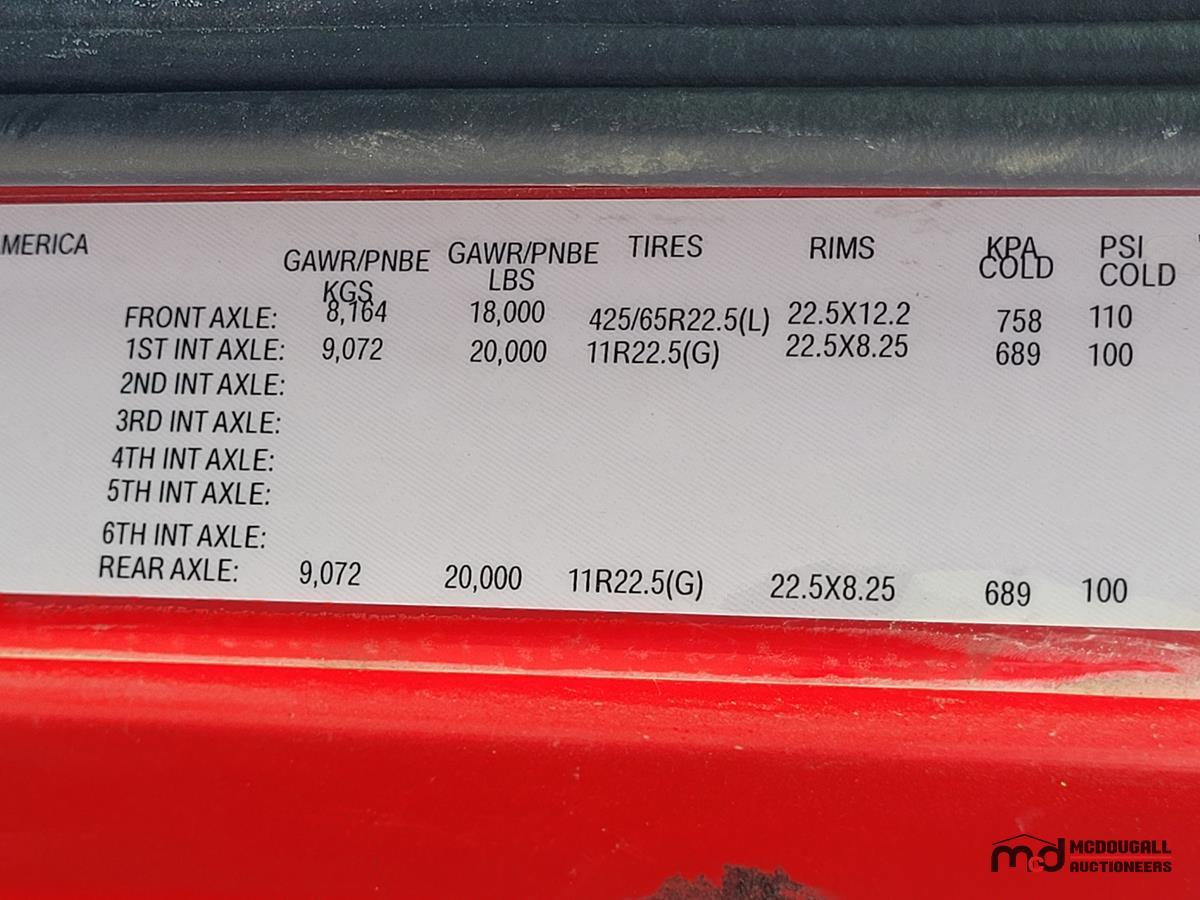 MERICA GAWR/PNBE KGS GAWR/PNBE LBS TIRES RIMS KPA COLD PSI COLD
FRONT AXLE: 8,164 18,000 425/65R22.5(L) 22.5X12.2 758 110
1ST INT AXLE: 9,072 20,000 11R22.5(G) 22.5X8.25 689 100
2ND INT AXLE:
3RD INT AXLE:
4TH INT AXLE:
5TH INT AXLE:
6TH INT AXLE:
REAR AXLE: 9,072 20,000 11R22.5(G) 22.5X8.25 689 100
mcd MCDOUGALL
AUCTIONEERS